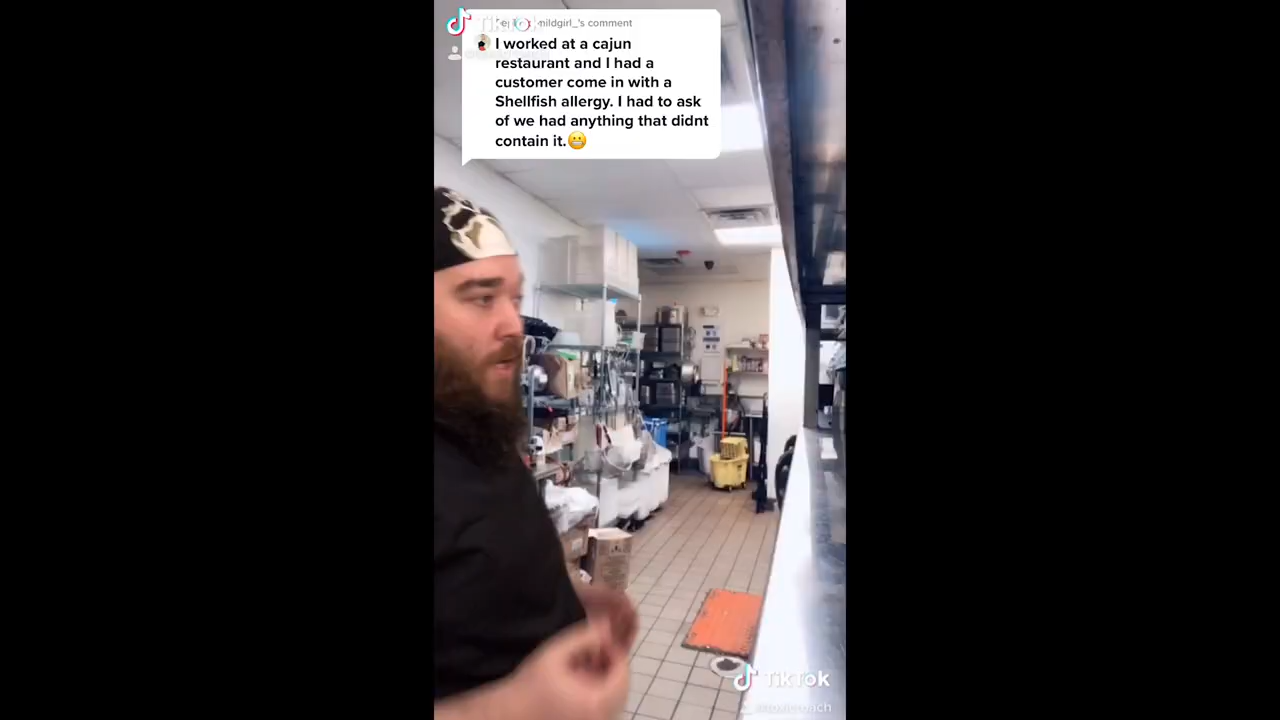 TikTok
's comment
I worked at a cajun
restaurant and I had a
customer come in with a
Shellfish allergy. I had to ask
of we had anything that didnt
contain it.😬
TikTok